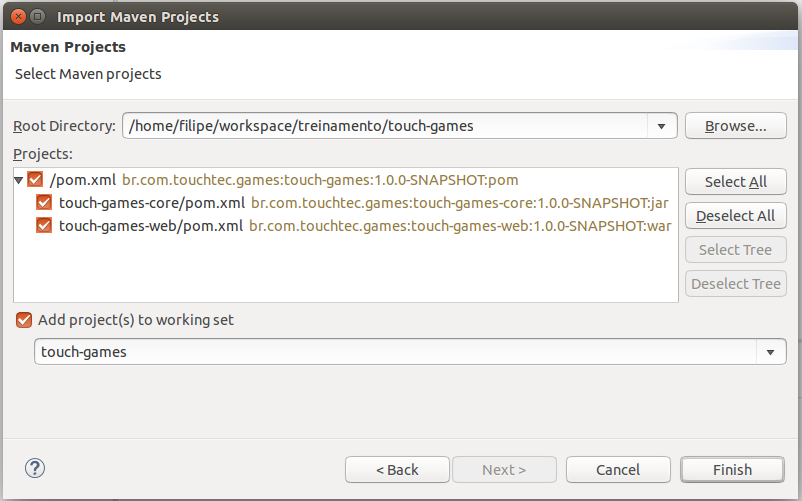 Import Maven Projects
Maven Projects
Select Maven projects
Root Directory: /home/filipe/workspace/treinamento/touch-games Browse...
Projects:
/pom.xml br.com.touchtec.games:touch-games:1.0.0-SNAPSHOT:pom
touch-games-core/pom.xml br.com.touchtec.games:touch-games-core:1.0.0-SNAPSHOT:jar
touch-games-web/pom.xml br.com.touchtec.games:touch-games-web:1.0.0-SNAPSHOT:war
Select All
Deselect All
Select Tree
Deselect Tree
Add project(s) to working set
touch-games
? < Back Next > Cancel Finish